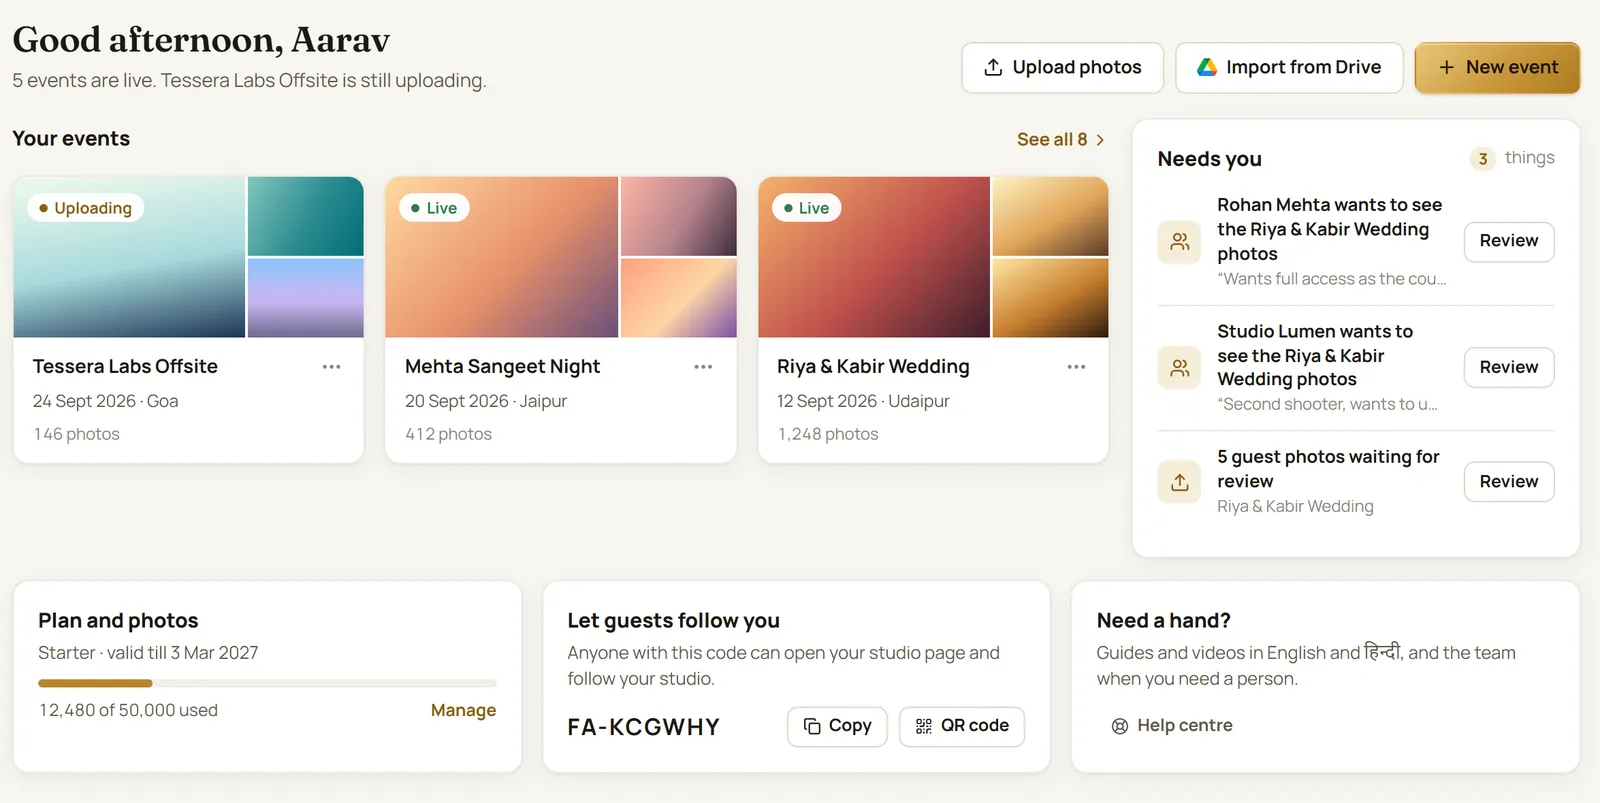 Good afternoon, Aarav
5 events are live. Tessera Labs Offsite is still uploading.
Upload photos
Import from Drive
New event
Your events
See all 8
Uploading
Tessera Labs Offsite
24 Sept 2026 · Goa
146 photos
Live
Mehta Sangeet Night
20 Sept 2026 · Jaipur
412 photos
Live
Riya & Kabir Wedding
12 Sept 2026 · Udaipur
1,248 photos
Needs you
3 things
Rohan Mehta wants to see
the Riya & Kabir Wedding
photos
“Wants full access as the cou…
Review
Studio Lumen wants to
see the Riya & Kabir
Wedding photos
“Second shooter, wants to u…
Review
5 guest photos waiting for
review
Riya & Kabir Wedding
Review
Plan and photos
Starter · valid till 3 Mar 2027
12,480 of 50,000 used
Manage
Let guests follow you
Anyone with this code can open your studio page and
follow your studio.
FA-KCGWHY
Copy
QR code
Need a hand?
Guides and videos in English and हिन्दी, and the team
when you need a person.
Help centre